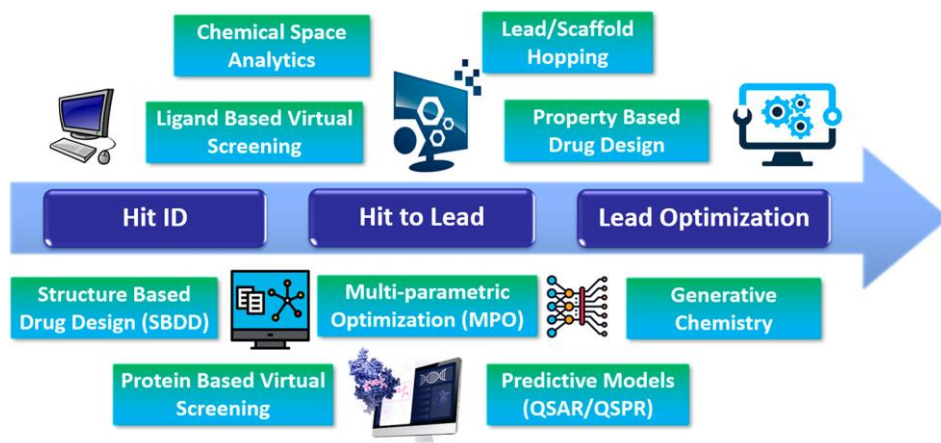 Chemical Space
Analytics
Lead/Scaffold
Hopping
Ligand Based Virtual
Screening
Property Based
Drug Design
Hit ID
Hit to Lead
Lead Optimization
Structure Based
Drug Design (SBDD)
Multi-parametric
Optimization (MPO)
Generative
Chemistry
Protein Based Virtual
Screening
Predictive Models
(QSAR/QSPR)